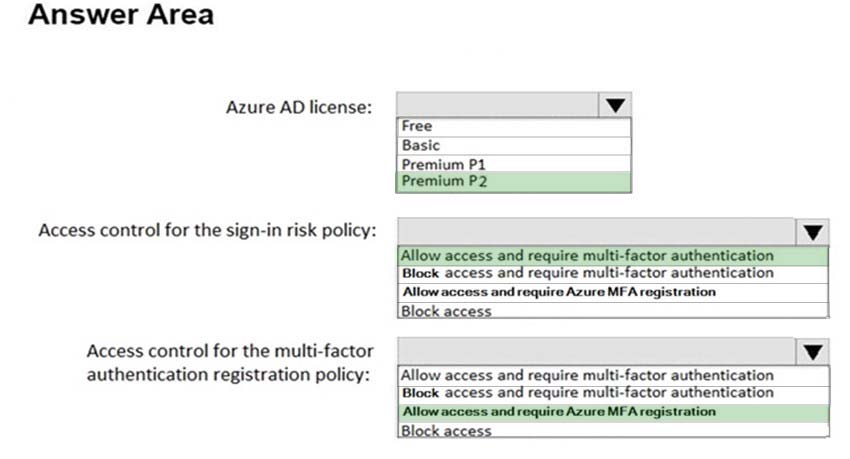 Answer Area
Azure AD license:
Free
Basic
Premium P1
Premium P2
Access control for the sign-in risk policy:
Allow access and require multi-factor authentication
Block access and require multi-factor authentication
Allow access and require Azure MFA registration
Block access
Access control for the multi-factor
authentication registration policy:
Allow access and require multi-factor authentication
Block access and require multi-factor authentication
Allow access and require Azure MFA registration
Block access